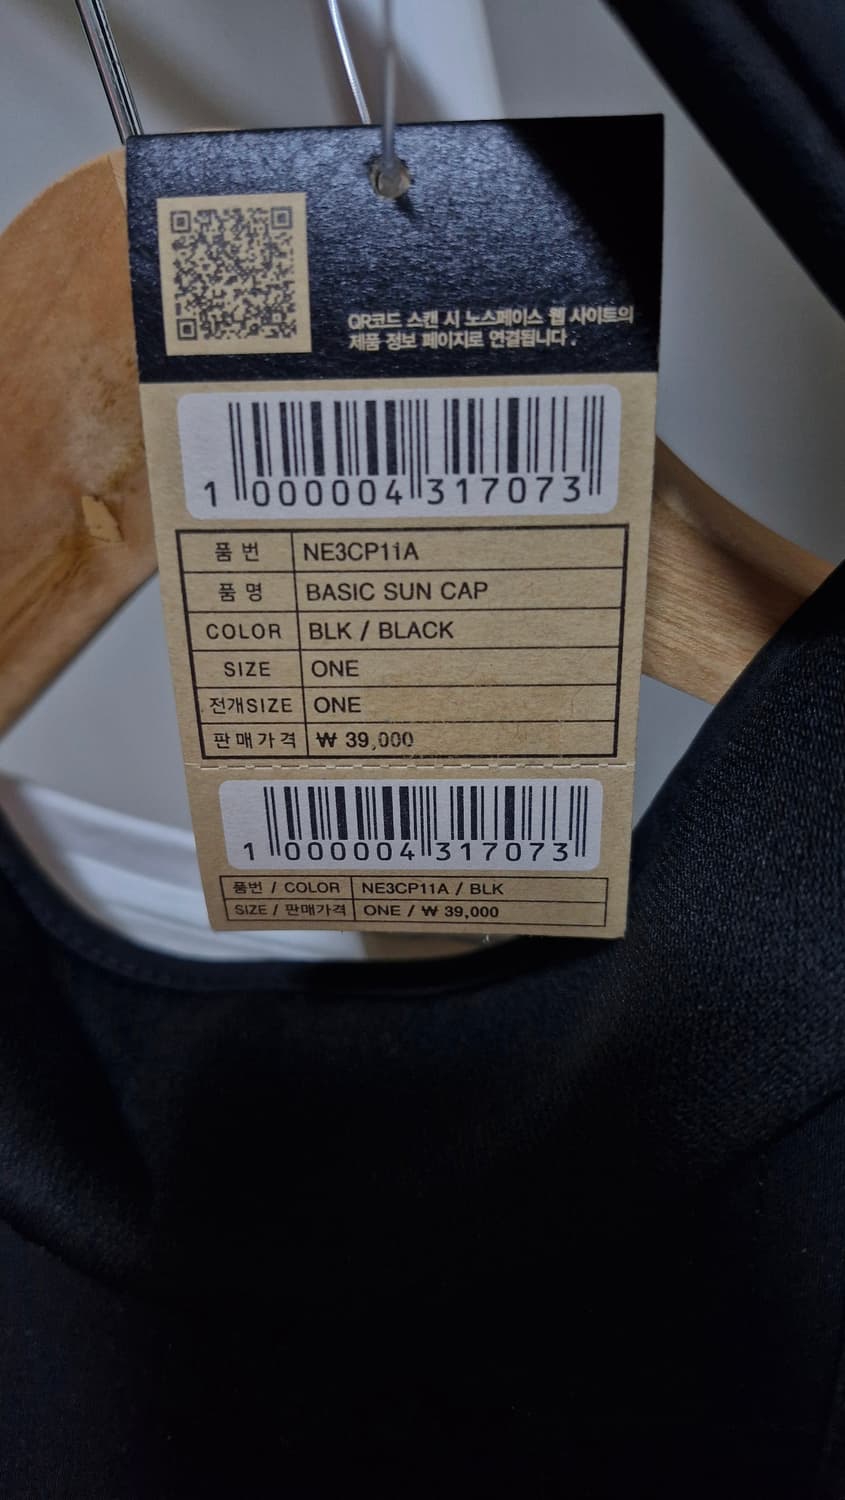 QR코드 스캔 시 노스페이스 웹 사이트의
제품 정보 페이지로 연결됩니다.
1 000004 317073
품번 NE3CP11A
품명 BASIC SUN CAP
COLOR BLK / BLACK
SIZE ONE
전개SIZE ONE
판매가격 ₩ 39,000
1 000004 317073
품번 / COLOR NE3CP11A / BLK
SIZE / 판매가격 ONE / ₩ 39,000